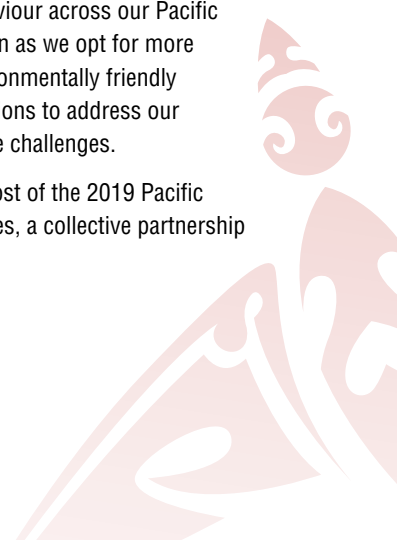 viour across our Pacific
n as we opt for more
onmentally friendly
ons to address our
e challenges.
ost of the 2019 Pacific
es, a collective partnership